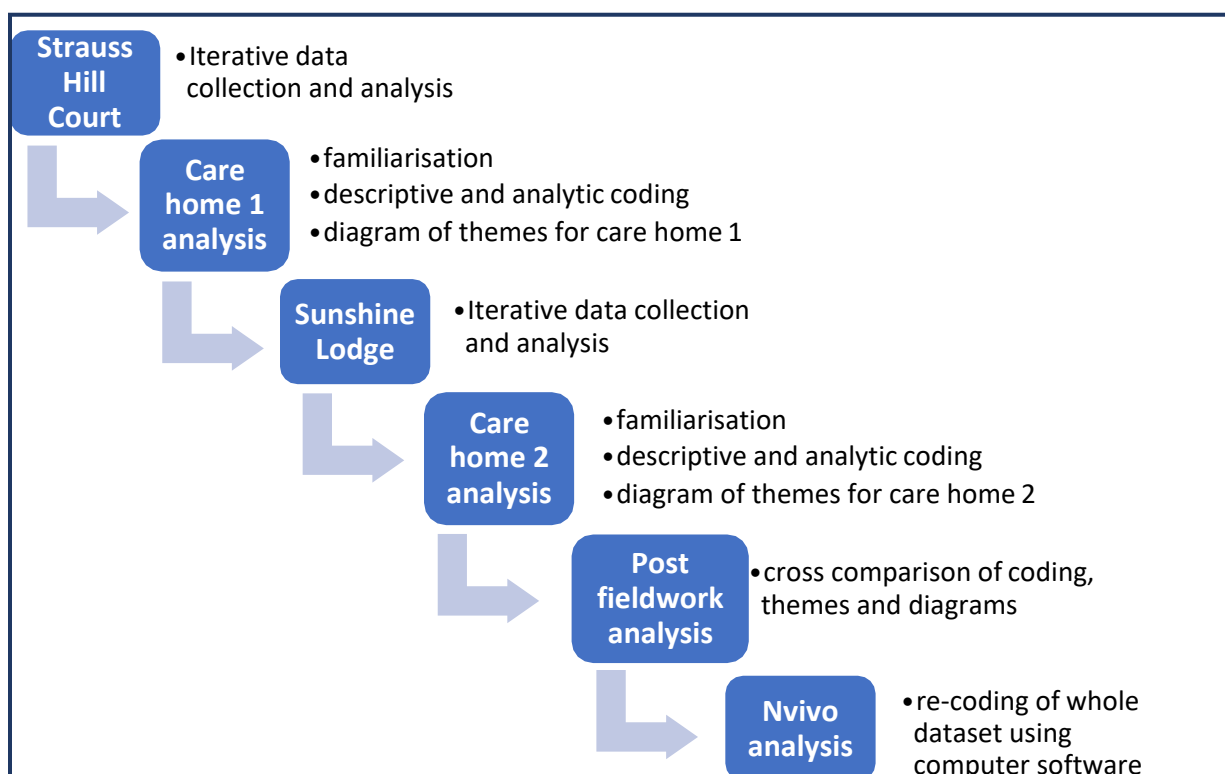 Strauss
Hill
Court
•Iterative data
collection and analysis
Care
home 1
analysis
•familiarisation
•descriptive and analytic coding
•diagram of themes for care home 1
Sunshine
Lodge
•Iterative data collection
and analysis
Care
home 2
analysis
•familiarisation
•descriptive and analytic coding
•diagram of themes for care home 2
Post
fieldwork
analysis
•cross comparison of coding,
themes and diagrams
Nvivo
analysis
•re-coding of whole
dataset using
computer software